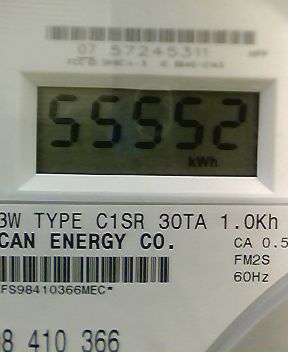 07 57245311
55552
kWh
3W TYPE C1SR 30TA 1.0Kh
CAN ENERGY CO.
CA 0.5
FM2S
60Hz
FS98410366MEC*
8 410 366